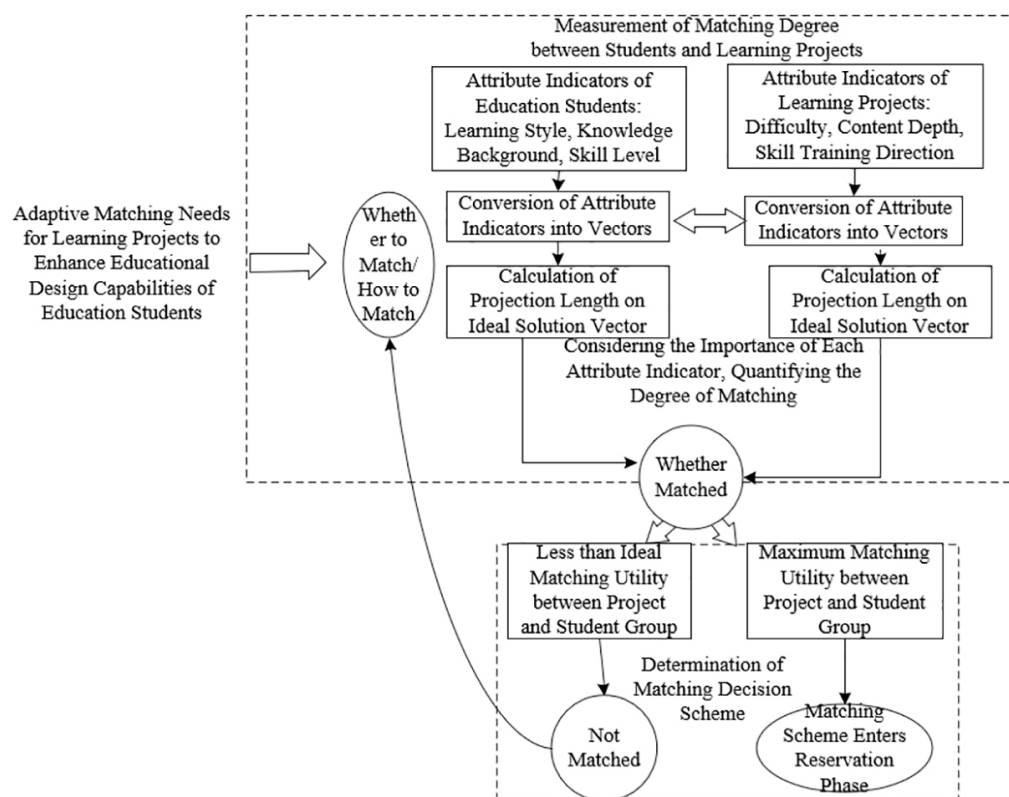 Measurement of Matching Degree
between Students and Learning Projects
Attribute Indicators of
Education Students:
Learning Style, Knowledge
Background, Skill Level
Attribute Indicators of
Learning Projects:
Difficulty, Content Depth,
Skill Training Direction
Adaptive Matching Needs
for Learning Projects to
Enhance Educational
Design Capabilities of
Education Students
Wheth
er to
Match/
How to
Match
Conversion of Attribute
Indicators into Vectors
Conversion of Attribute
Indicators into Vectors
Calculation of
Projection Length on
Ideal Solution Vector
Calculation of
Projection Length on
Ideal Solution Vector
Considering the Importance of Each
Attribute Indicator, Quantifying the
Degree of Matching
Whether
Matched
Less than Ideal
Matching Utility
between Project
and Student Group
Maximum Matching
Utility between
Project and Student
Group
Determination of
Matching Decision
Scheme
Not
Matched
Matching
Scheme Enters
Reservation
Phase